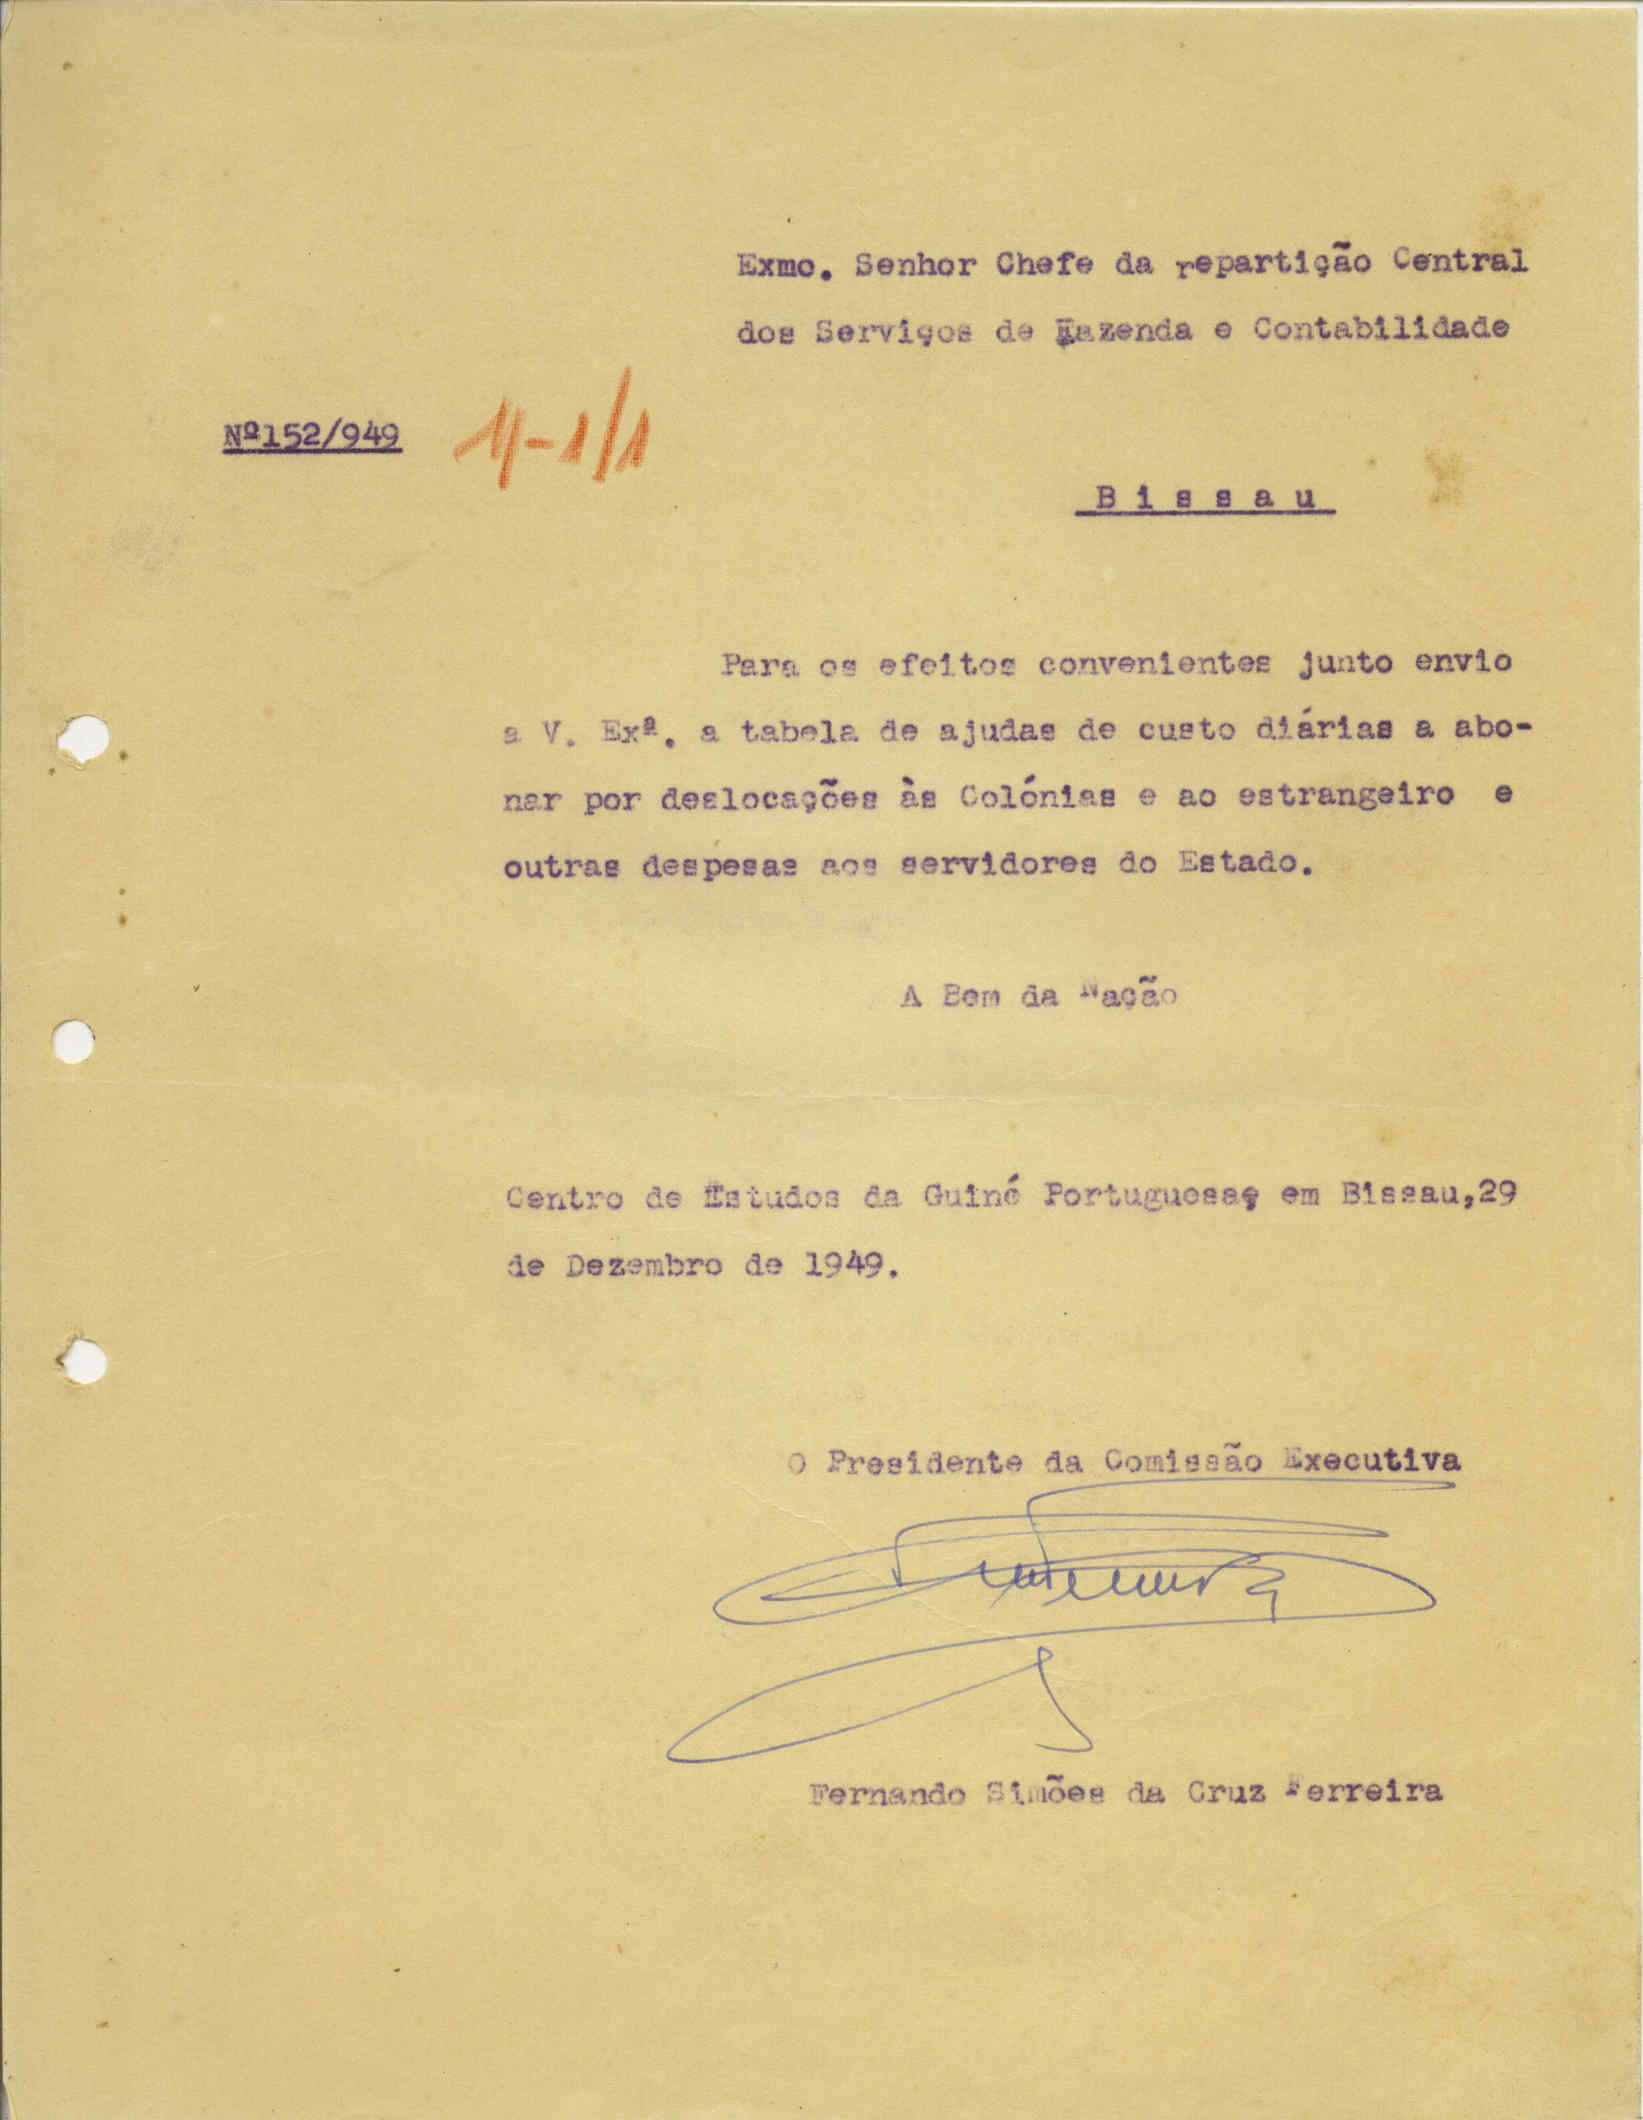 Exmo. Senhor Chefe da repartição Central
dos Serviços de Fazenda e Contabilidade
Nº152/949
Bissau
Para os efeitos convenientes junto envio
a V. Exª. a tabela de ajudas de custo diárias a abo-
nar por deslocações às Colónias e ao estrangeiro e
outras despesas aos servidores do Estado.
A Bem da Nação
Centro de Estudos da Guiné Portuguesa, em Bissau,29
de Dezembro de 1949.
O Presidente da Comissão Executiva
Fernando Simões da Cruz Ferreira